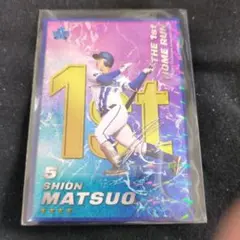 THE 1st
HOME RUN
1st
5
SHION
MATSUO